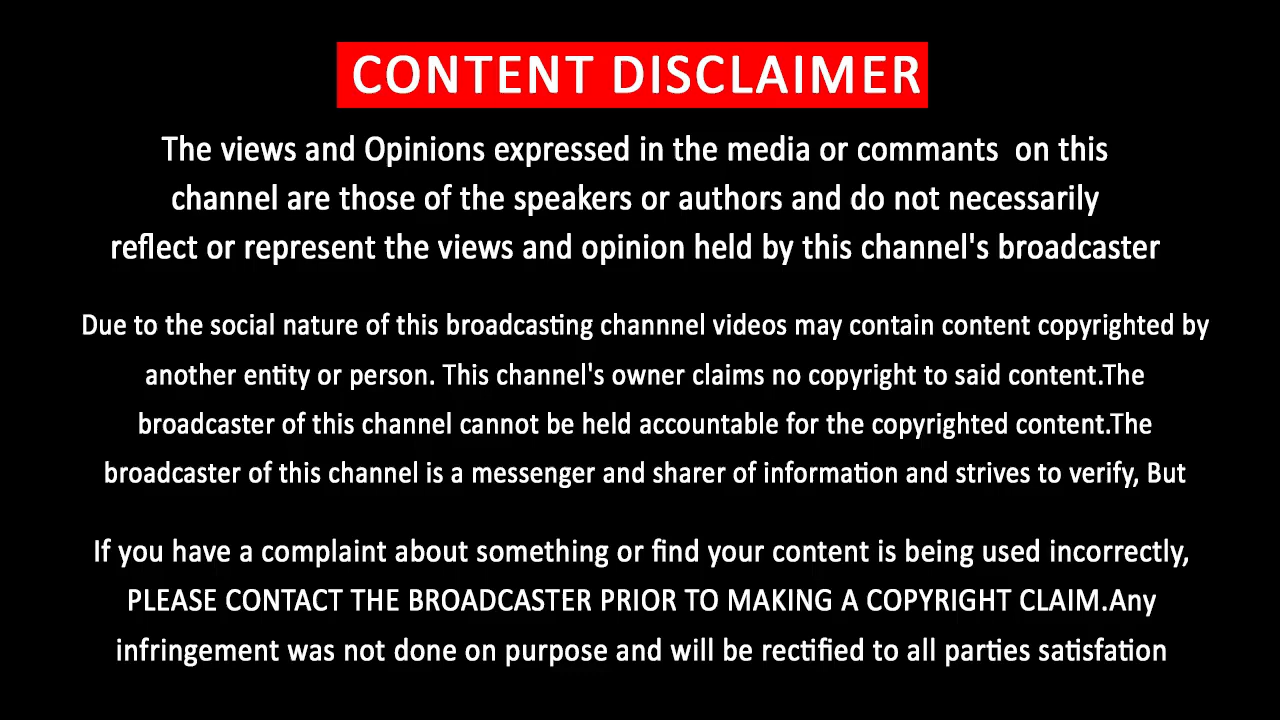 CONTENT DISCLAIMER
The views and Opinions expressed in the media or commants  on this
channel are those of the speakers or authors and do not necessarily
reflect or represent the views and opinion held by this channel's broadcaster
Due to the social nature of this broadcasting channnel videos may contain content copyrighted by
another entity or person. This channel's owner claims no copyright to said content.The
broadcaster of this channel cannot be held accountable for the copyrighted content.The
broadcaster of this channel is a messenger and sharer of information and strives to verify, But
If you have a complaint about something or find your content is being used incorrectly,
PLEASE CONTACT THE BROADCASTER PRIOR TO MAKING A COPYRIGHT CLAIM.Any
infringement was not done on purpose and will be rectified to all parties satisfation